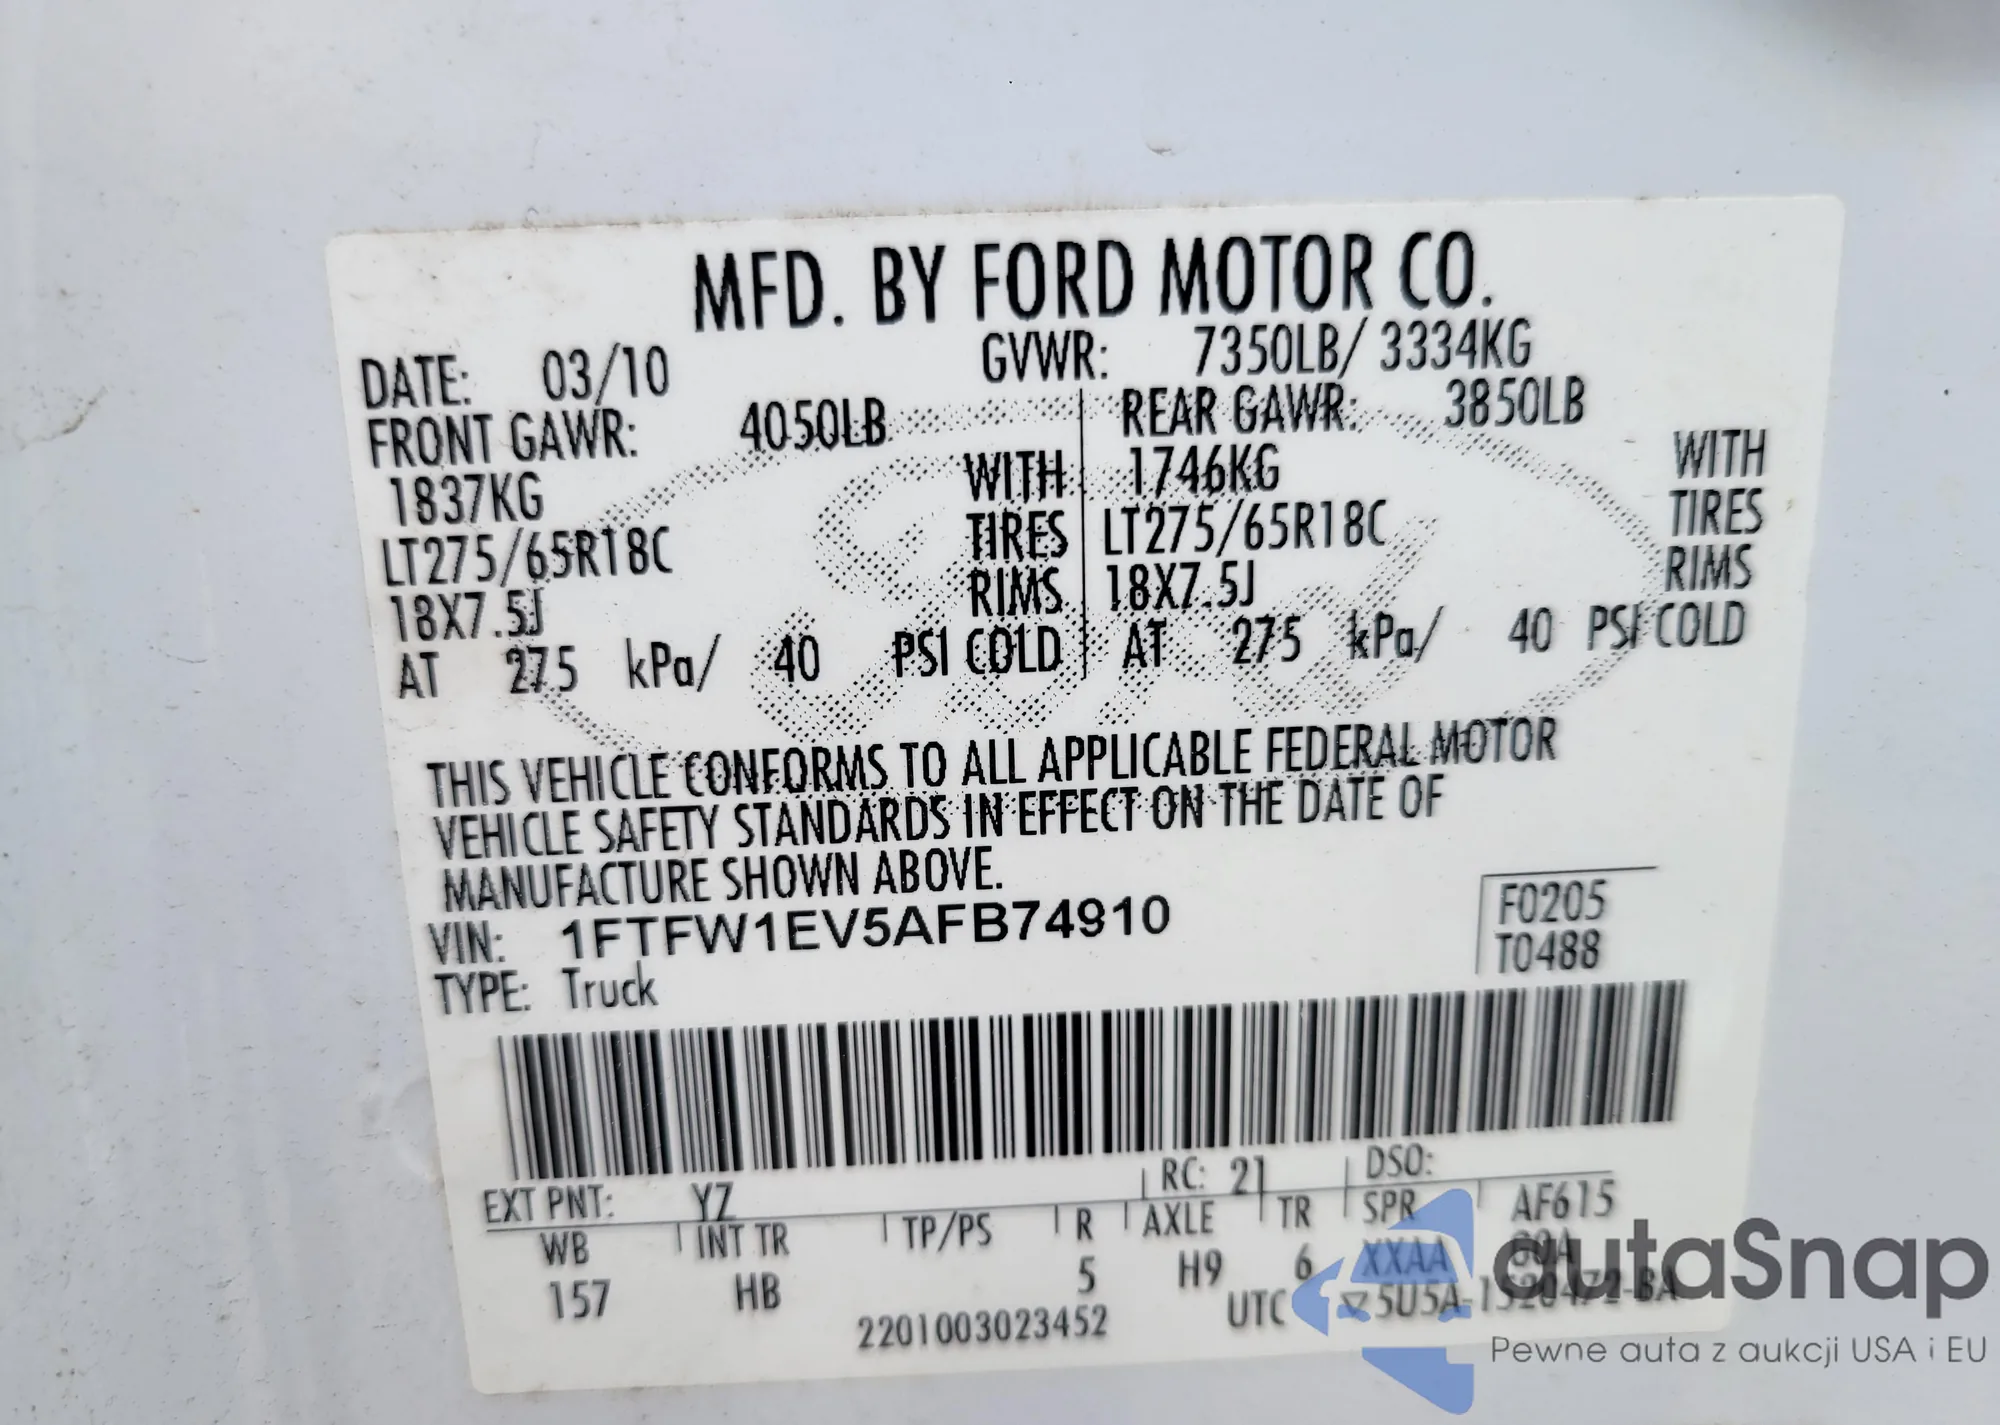 MFD. BY FORD MOTOR CO.
DATE: 03/10 GVWR: 7350LB/ 3334KG
FRONT GAWR: 4050LB REAR GAWR: 3850LB
1837KG WITH 1746KG WITH
LT275/65R18C TIRES LT275/65R18C TIRES
18X7.5J RIMS 18X7.5J RIMS
AT 275 kPa/ 40 PSI COLD AT 275 kPa/ 40 PSI COLD
THIS VEHICLE CONFORMS TO ALL APPLICABLE FEDERAL MOTOR
VEHICLE SAFETY STANDARDS IN EFFECT ON THE DATE OF
MANUFACTURE SHOWN ABOVE.
VIN: 1FTFW1EV5AFB74910
F0205
T0488
TYPE: Truck
EXT PNT: YZ RC: 21 DSO:
WB INT TR TP/PS R AXLE TR SPR AF615
157 HB 5 H9 6 XXAA
2201003023452 UTC 5U5A-1520472-BA
autaSnap
Pewne auta z aukcji USA i EU